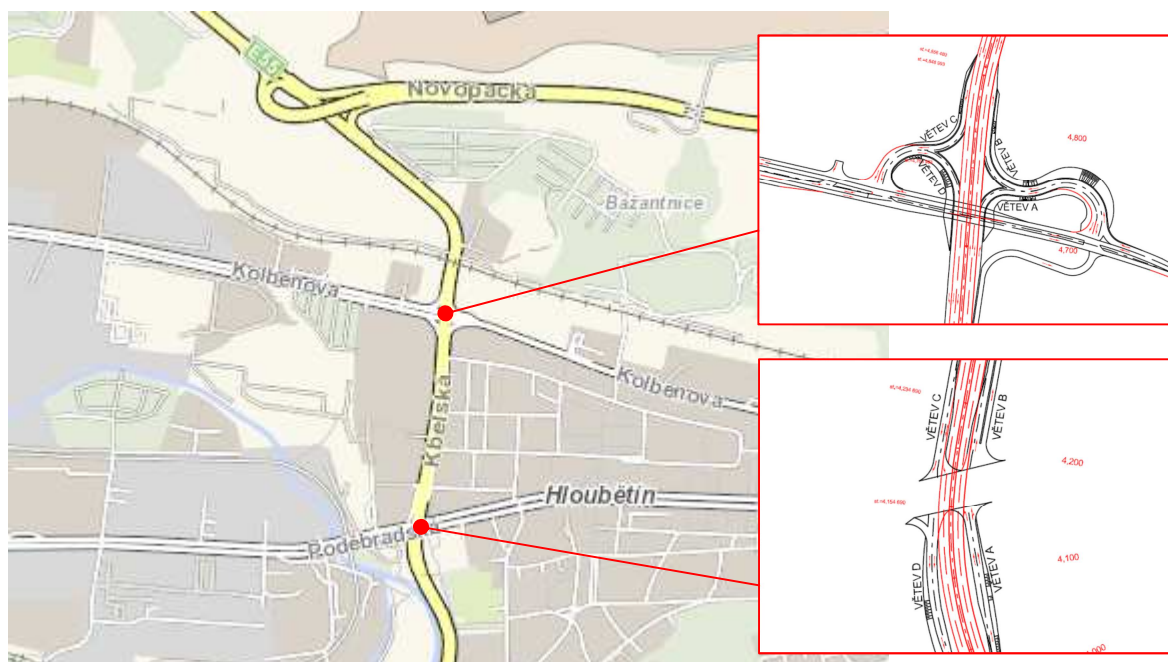 E55
Novopacká
Bažantnice
Kolbenova
Kolbenova
Kbelská
Hloubětín
Poděbradská
VĚTEV C
VĚTEV B
4,800
VĚTEV D
VĚTEV A
4,700
VĚTEV C
VĚTEV B
4,200
VĚTEV D
VĚTEV A
4,100